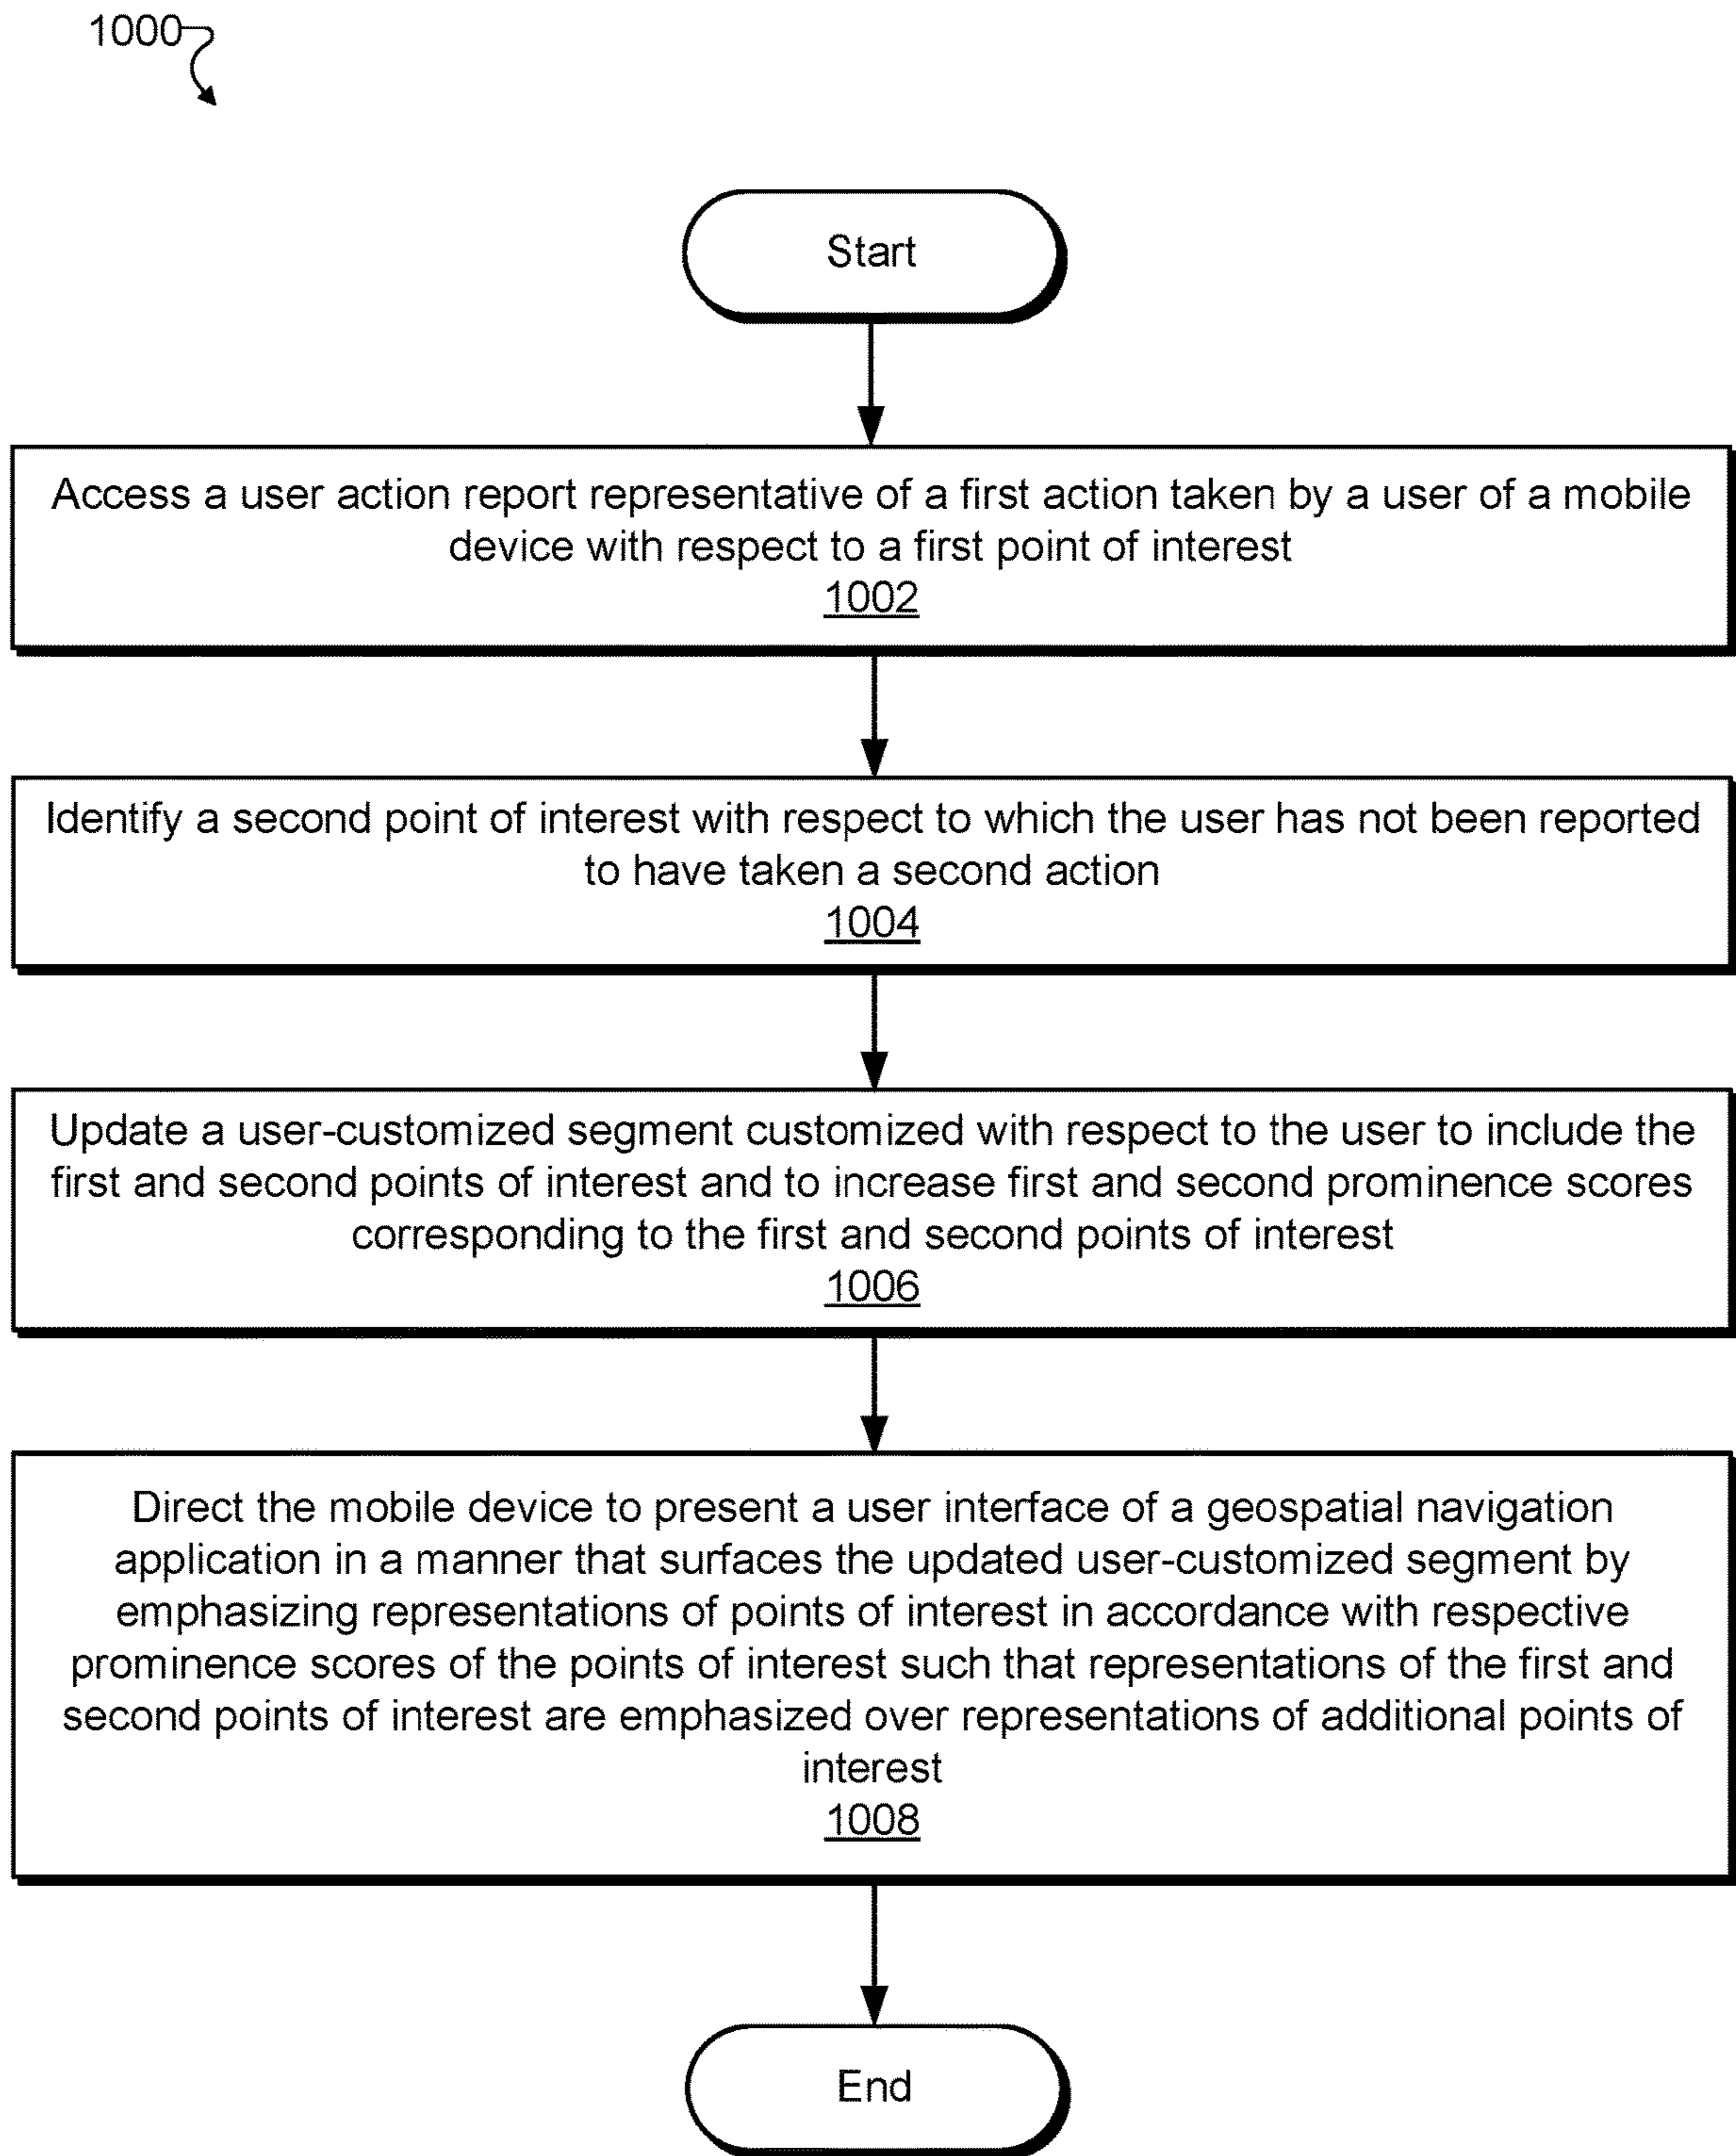 1000
Start
Access a user action report representative of a first action taken by a user of a mobile
device with respect to a first point of interest
1002
Identify a second point of interest with respect to which the user has not been reported
to have taken a second action
1004
Update a user-customized segment customized with respect to the user to include the
first and second points of interest and to increase first and second prominence scores
corresponding to the first and second points of interest
1006
Direct the mobile device to present a user interface of a geospatial navigation
application in a manner that surfaces the updated user-customized segment by
emphasizing representations of points of interest in accordance with respective
prominence scores of the points of interest such that representations of the first and
second points of interest are emphasized over representations of additional points of
interest
1008
End